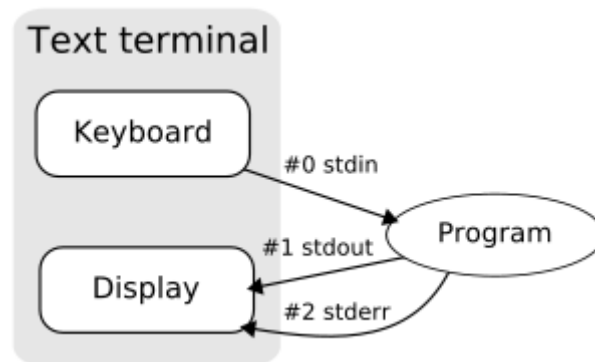 Text terminal
Keyboard
#0 stdin
#1 stdout
Program
Display
#2 stderr